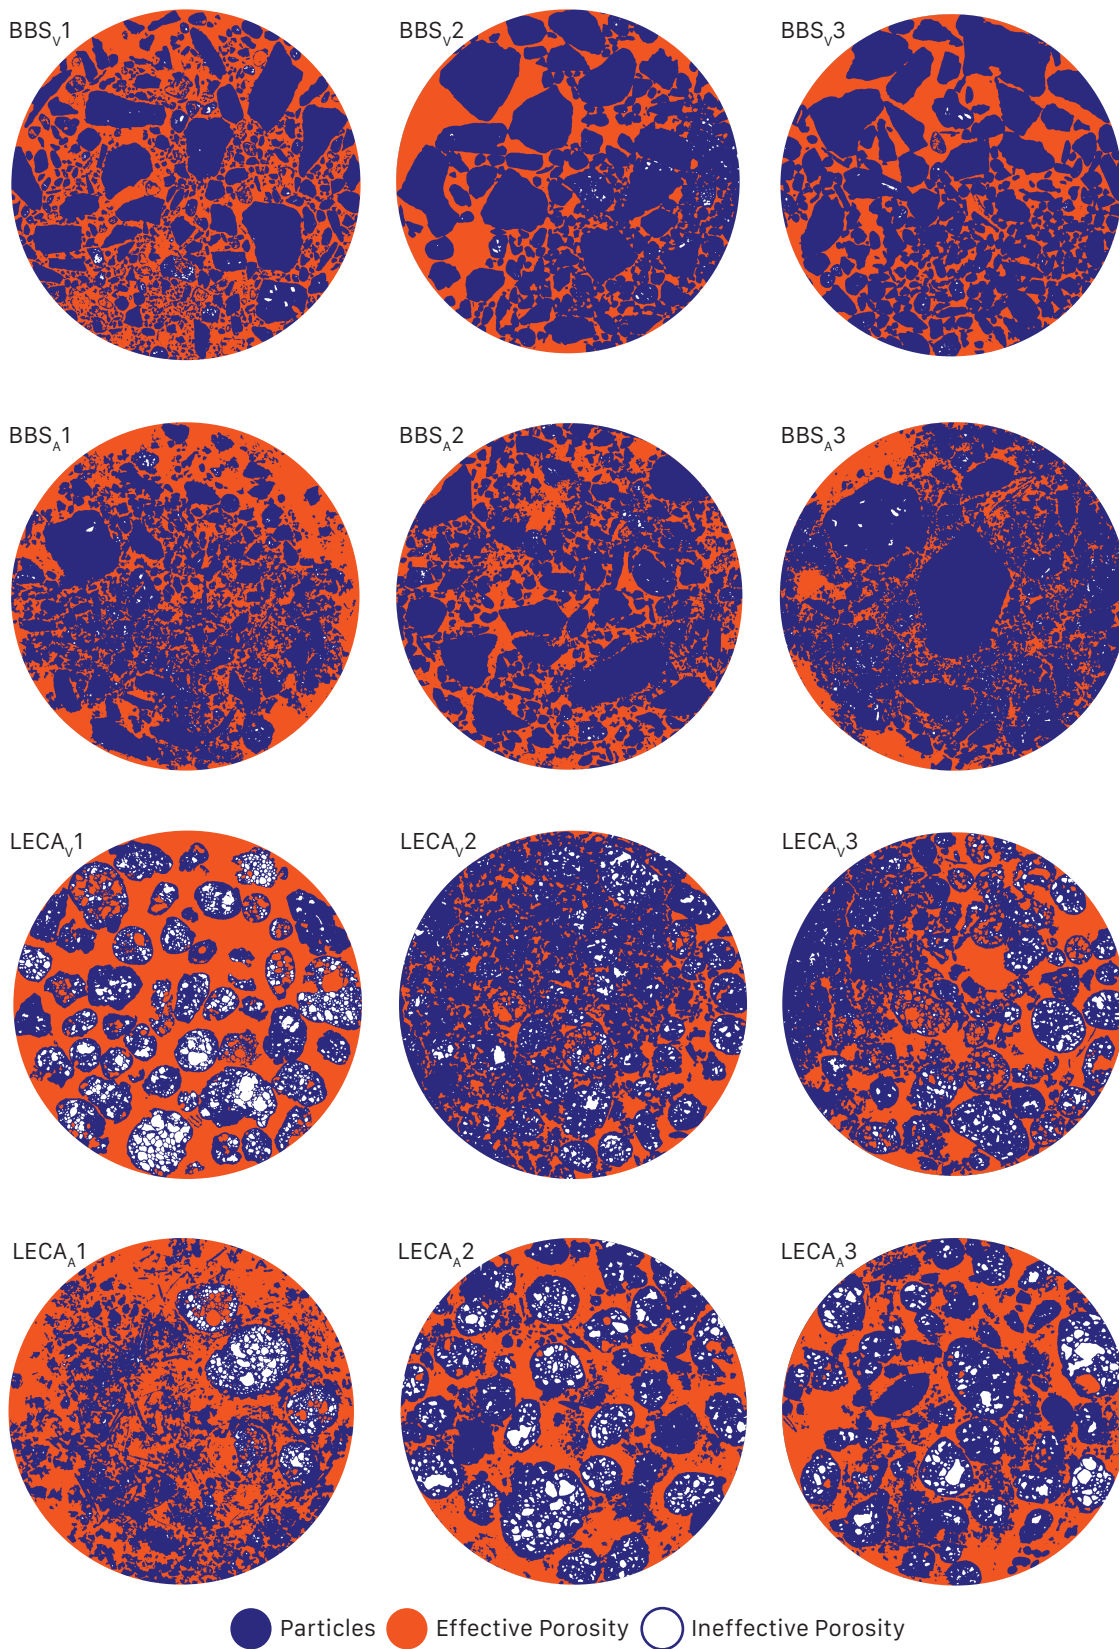 BBSV1 BBSV2 BBSV3
BBSA1 BBSA2 BBSA3
LECAV1 LECAV2 LECAV3
LECAA1 LECAA2 LECAA3
Particles Effective Porosity Ineffective Porosity